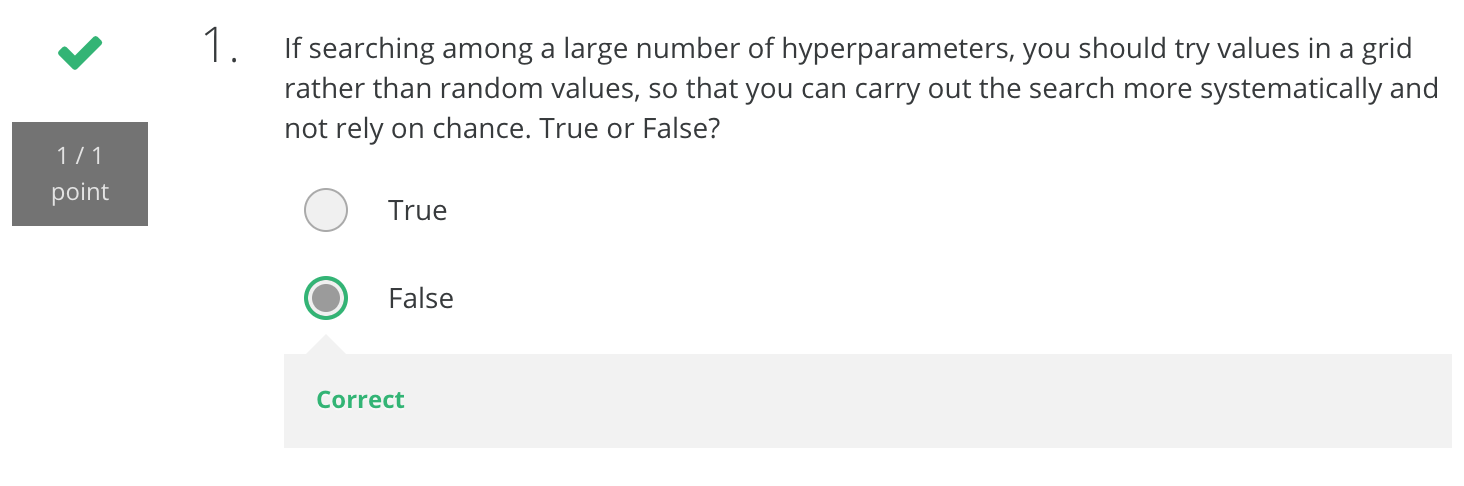 1.
If searching among a large number of hyperparameters, you should try values in a grid
rather than random values, so that you can carry out the search more systematically and
not rely on chance. True or False?
1 / 1
point
True
False
Correct